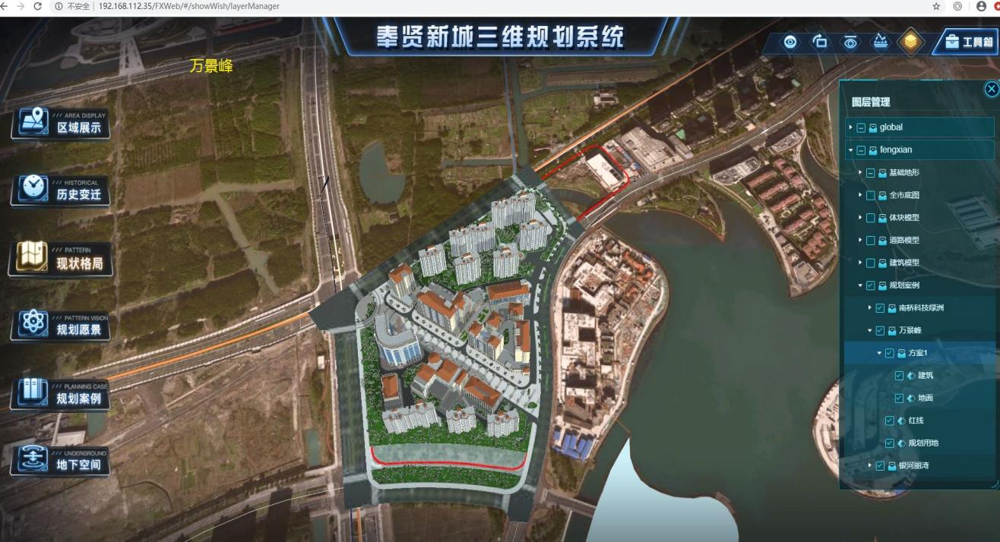 不安全 | 192.168.112.35/FXWeb/#/showWish/layerManager
奉贤新城三维规划系统
工具箱
万景峰
/// AREA DISPLAY
区域展示
/// HISTORICAL
历史变迁
/// PATTERN
现状格局
/// PATTERN VISION
规划愿景
/// PLANNING CASE
规划案例
/// UNDERGROUND
地下空间
图层管理
global
fengxian
基础地形
全市底图
体块模型
道路模型
建筑模型
规划案例
南桥科技绿洲
万景峰
方案1
建筑
地面
红线
规划用地
银河丽湾